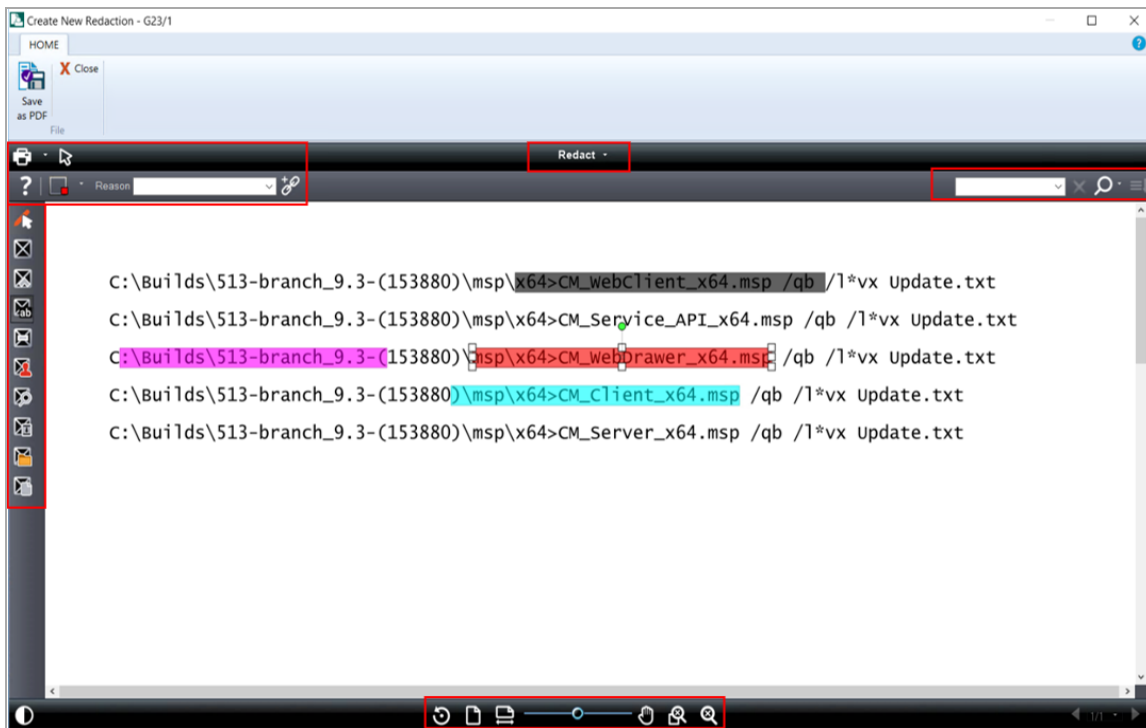 Create New Redaction - G23/1
HOME
Close
Save
as PDF
File
Redact
Reason
C:\Builds\513-branch_9.3-(153880)\msp\x64>CM_WebClient_x64.msp /qb /l*vx Update.txt
C:\Builds\513-branch_9.3-(153880)\msp\x64>CM_Service_API_x64.msp /qb /l*vx Update.txt
C:\Builds\513-branch_9.3-(153880)\msp\x64>CM_WebDrawer_x64.msp /qb /l*vx Update.txt
C:\Builds\513-branch_9.3-(153880)\msp\x64>CM_Client_x64.msp /qb /l*vx Update.txt
C:\Builds\513-branch_9.3-(153880)\msp\x64>CM_Server_x64.msp /qb /l*vx Update.txt
1/1